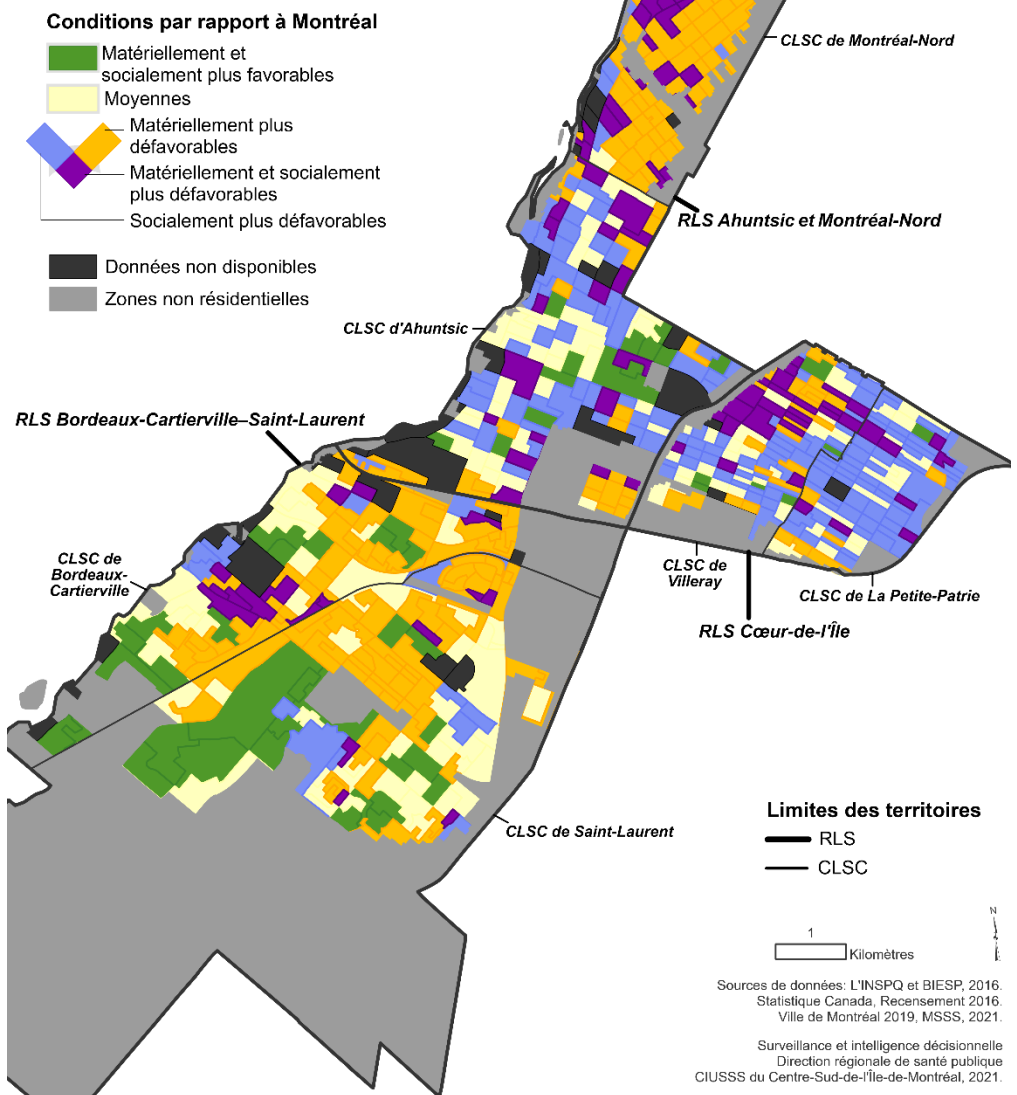 Conditions par rapport à Montréal
Matériellement et
socialement plus favorables
Moyennes
Matériellement plus
défavorables
Matériellement et socialement
plus défavorables
Socialement plus défavorables
Données non disponibles
Zones non résidentielles
CLSC de Montréal-Nord
RLS Ahuntsic et Montréal-Nord
CLSC d'Ahuntsic
RLS Bordeaux-Cartierville–Saint-Laurent
CLSC de
Bordeaux-
Cartierville
CLSC de
Villeray
CLSC de La Petite-Patrie
RLS Cœur-de-l'Île
CLSC de Saint-Laurent
Limites des territoires
RLS
CLSC
N
1
Kilomètres
Sources de données: L'INSPQ et BIESP, 2016.
Statistique Canada, Recensement 2016.
Ville de Montréal 2019, MSSS, 2021.
Surveillance et intelligence décisionnelle
Direction régionale de santé publique
CIUSSS du Centre-Sud-de-l'Île-de-Montréal, 2021.